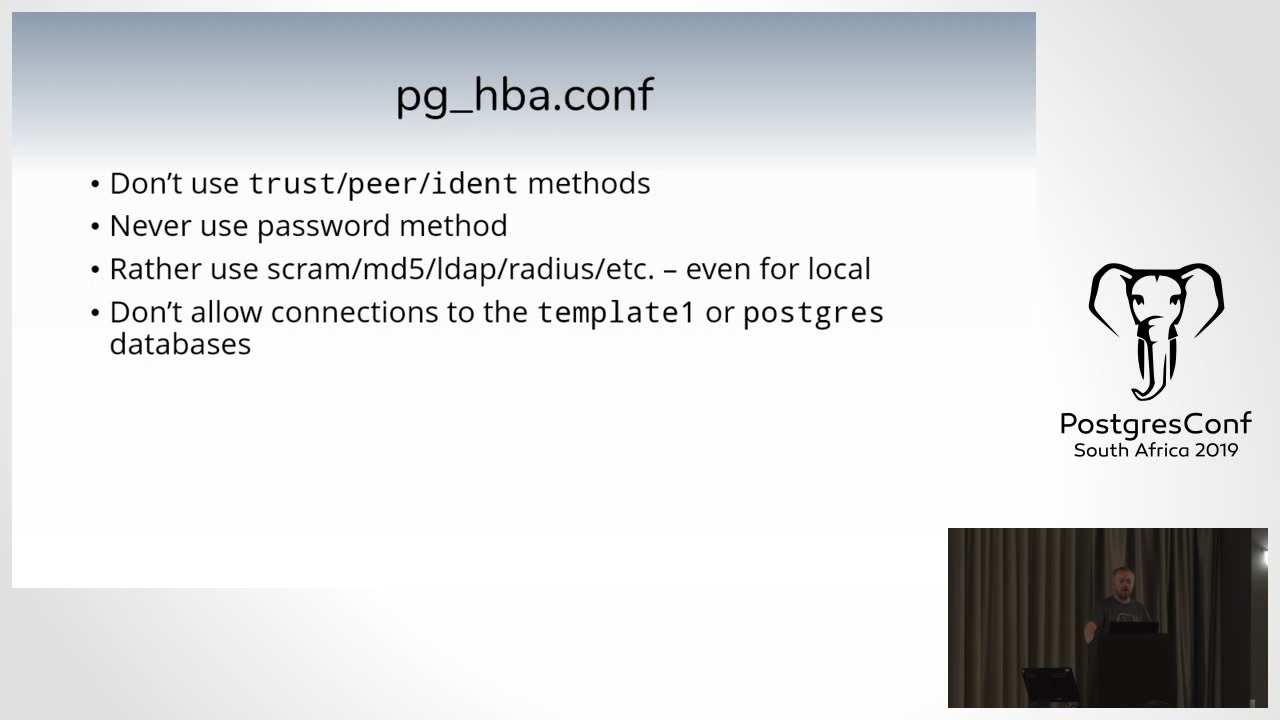 pg_hba.conf
• Don’t use trust/peer/ident methods
• Never use password method
• Rather use scram/md5/ldap/radius/etc. – even for local
• Don’t allow connections to the template1 or postgres
databases
PostgresConf
South Africa 2019